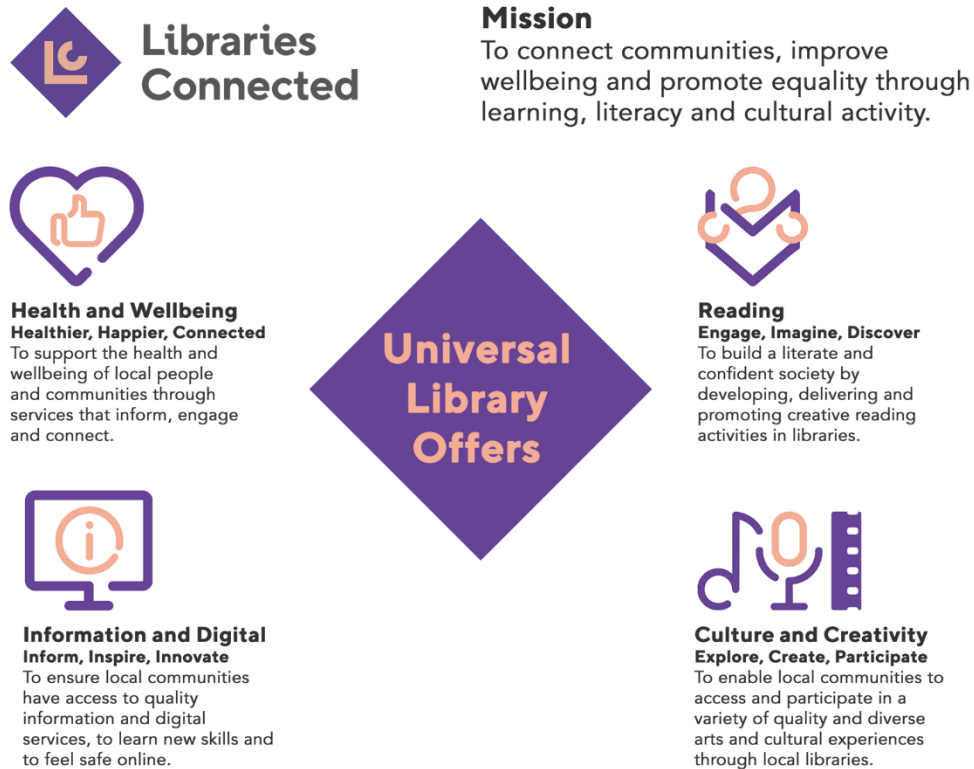 Libraries
Connected
Mission
To connect communities, improve
wellbeing and promote equality through
learning, literacy and cultural activity.
Health and Wellbeing
Healthier, Happier, Connected
To support the health and
wellbeing of local people
and communities through
services that inform, engage
and connect.
Universal
Library
Offers
Reading
Engage, Imagine, Discover
To build a literate and
confident society by
developing, delivering and
promoting creative reading
activities in libraries.
Information and Digital
Inform, Inspire, Innovate
To ensure local communities
have access to quality
information and digital
services, to learn new skills and
to feel safe online.
Culture and Creativity
Explore, Create, Participate
To enable local communities to
access and participate in a
variety of quality and diverse
arts and cultural experiences
through local libraries.